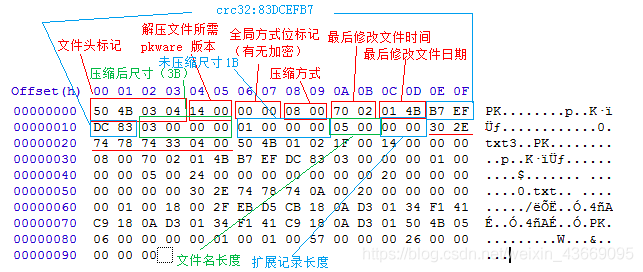 crc32:83DCEFB7
文件头标记
解压文件所需
pkware 版本
全局方式位标记
(有无加密)
最后修改文件时间
最后修改文件日期
压缩后尺寸(3B)
未压缩尺寸 1B
压缩方式
Offset(h) 00 01 02 03 04 05 06 07 08 09 0A 0B 0C 0D 0E 0F
00000000 50 4B 03 04 14 00 00 00 08 00 70 02 01 4B B7 EF PK........p..K·ï
00000010 DC 83 03 00 00 00 01 00 00 00 05 00 00 00 30 2E Üƒ............0.
00000020 74 78 74 33 04 00 50 4B 01 02 1F 00 14 00 00 00 txt3..PK........
00000030 08 00 70 02 01 4B B7 EF DC 83 03 00 00 00 01 00 ..p..K·ïÜƒ......
00000040 00 00 05 00 24 00 00 00 00 00 00 00 20 00 00 00 ....$....... ...
00000050 00 00 00 00 30 2E 74 78 74 0A 00 20 00 00 00 00 ....0.txt.. ....
00000060 00 01 00 18 00 2F EB D5 CB 18 0A D3 01 34 F1 41 ...../ëÕË..Ó.4ñA
00000070 C9 18 0A D3 01 34 F1 41 C9 18 0A D3 01 50 4B 05 É..Ó.4ñAÉ..Ó.PK.
00000080 06 00 00 00 00 01 00 01 00 57 00 00 00 26 00 00 .........W...&..
00000090 00 00 00 ...
文件名长度
扩展记录长度
https://blog.csdn.net/weixin_43669095